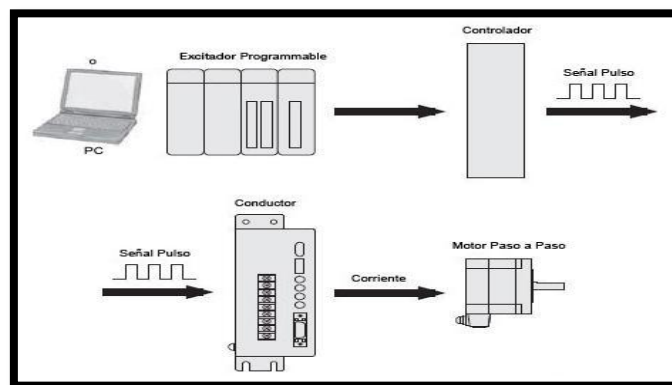 Controlador
Excitador Programmable
o
Señal Pulso
PC
Conductor
Señal Pulso
Motor Paso a Paso
Corriente